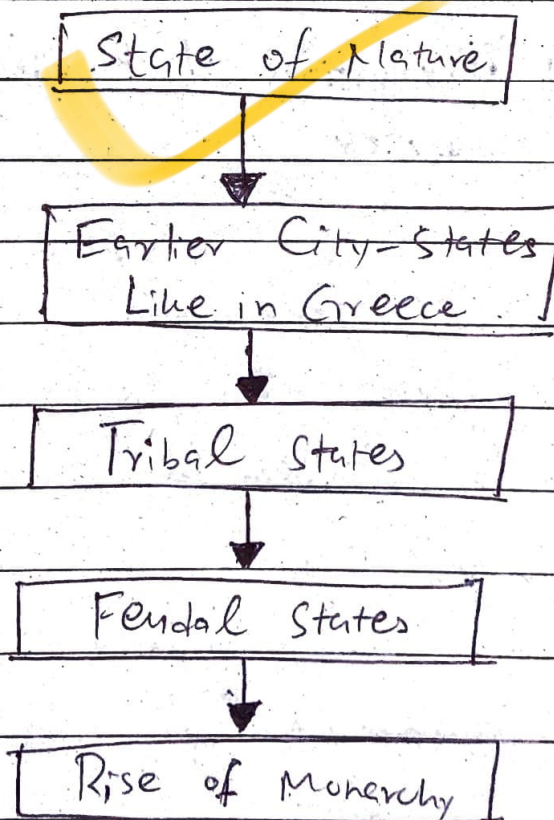 State of Nature
Earlier City-States
Like in Greece.
Tribal States
Feudal States
Rise of Monarchy